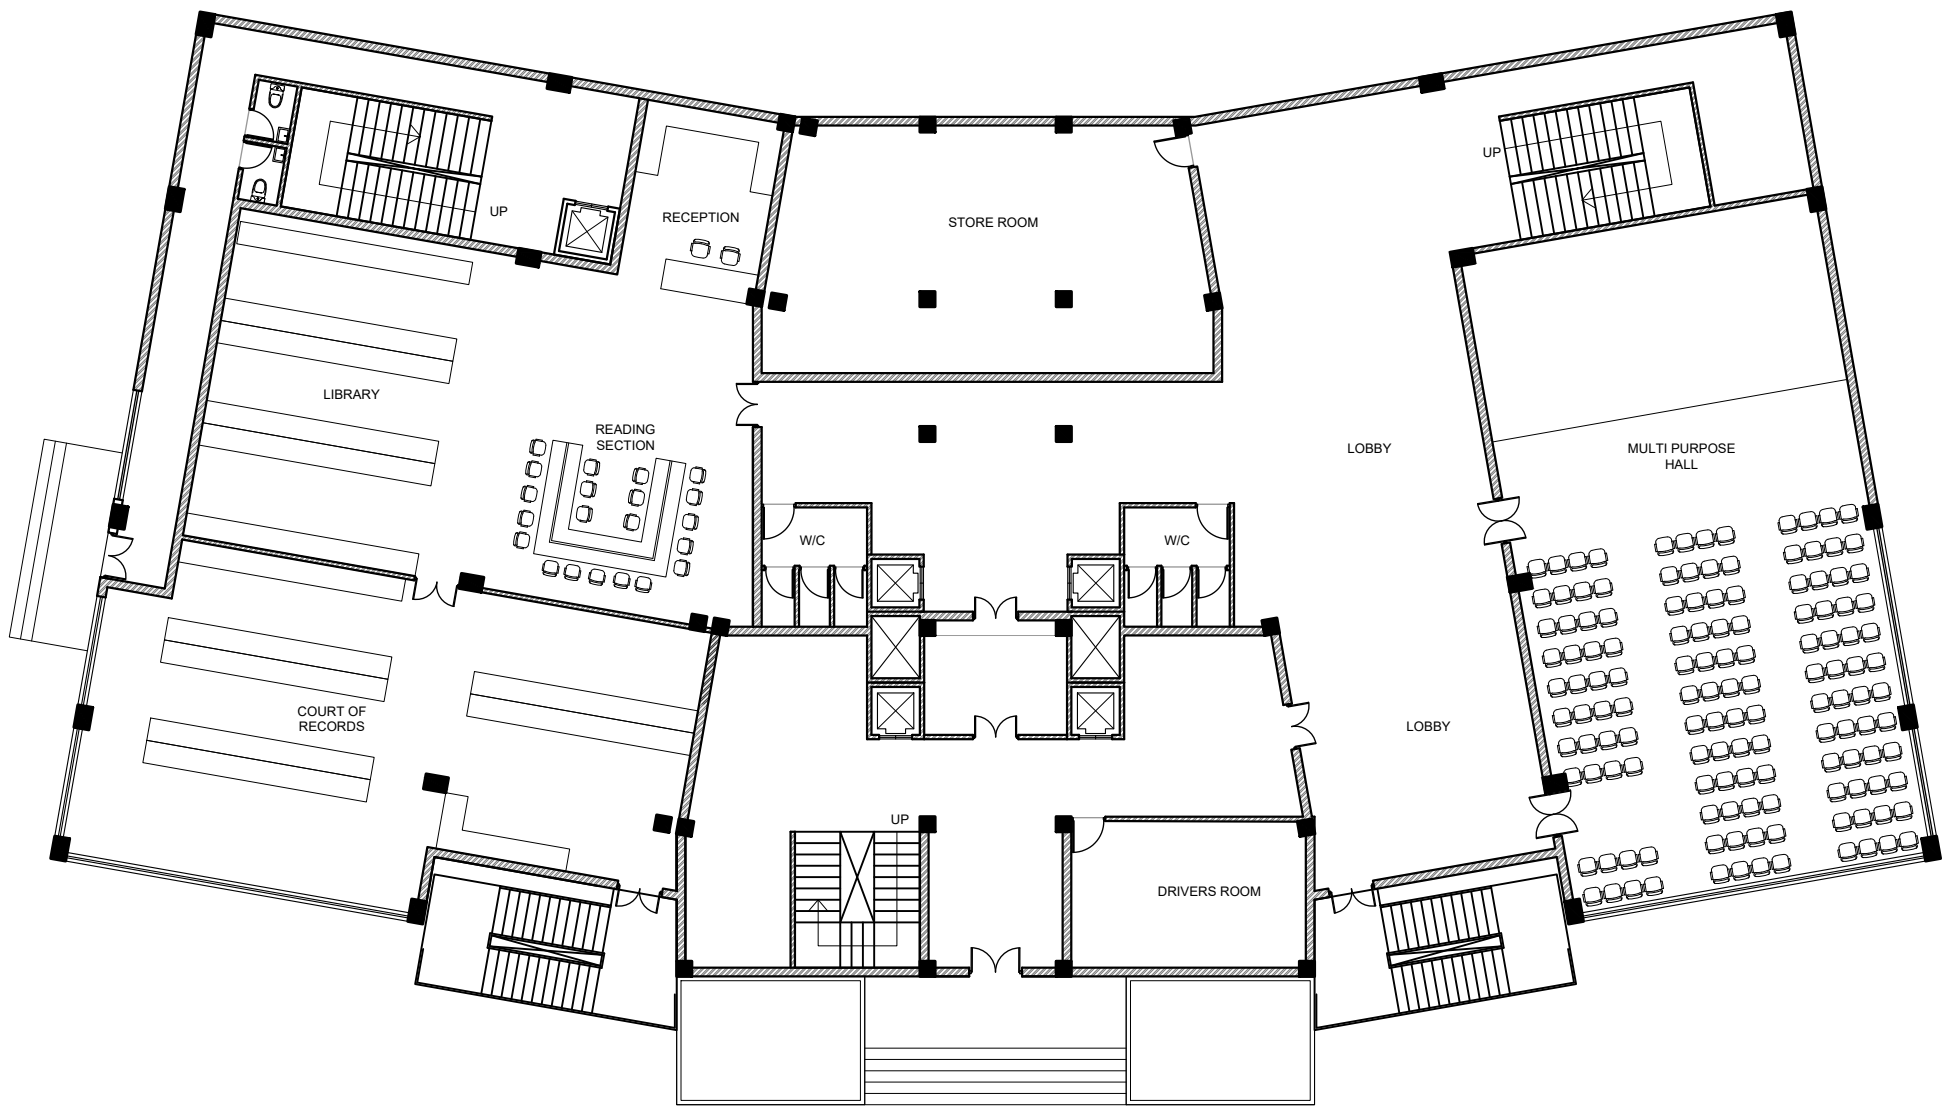 UP
UP
RECEPTION
STORE ROOM
LIBRARY
READING
SECTION
LOBBY
MULTI PURPOSE
HALL
W/C
W/C
COURT OF
RECORDS
LOBBY
UP
DRIVERS ROOM